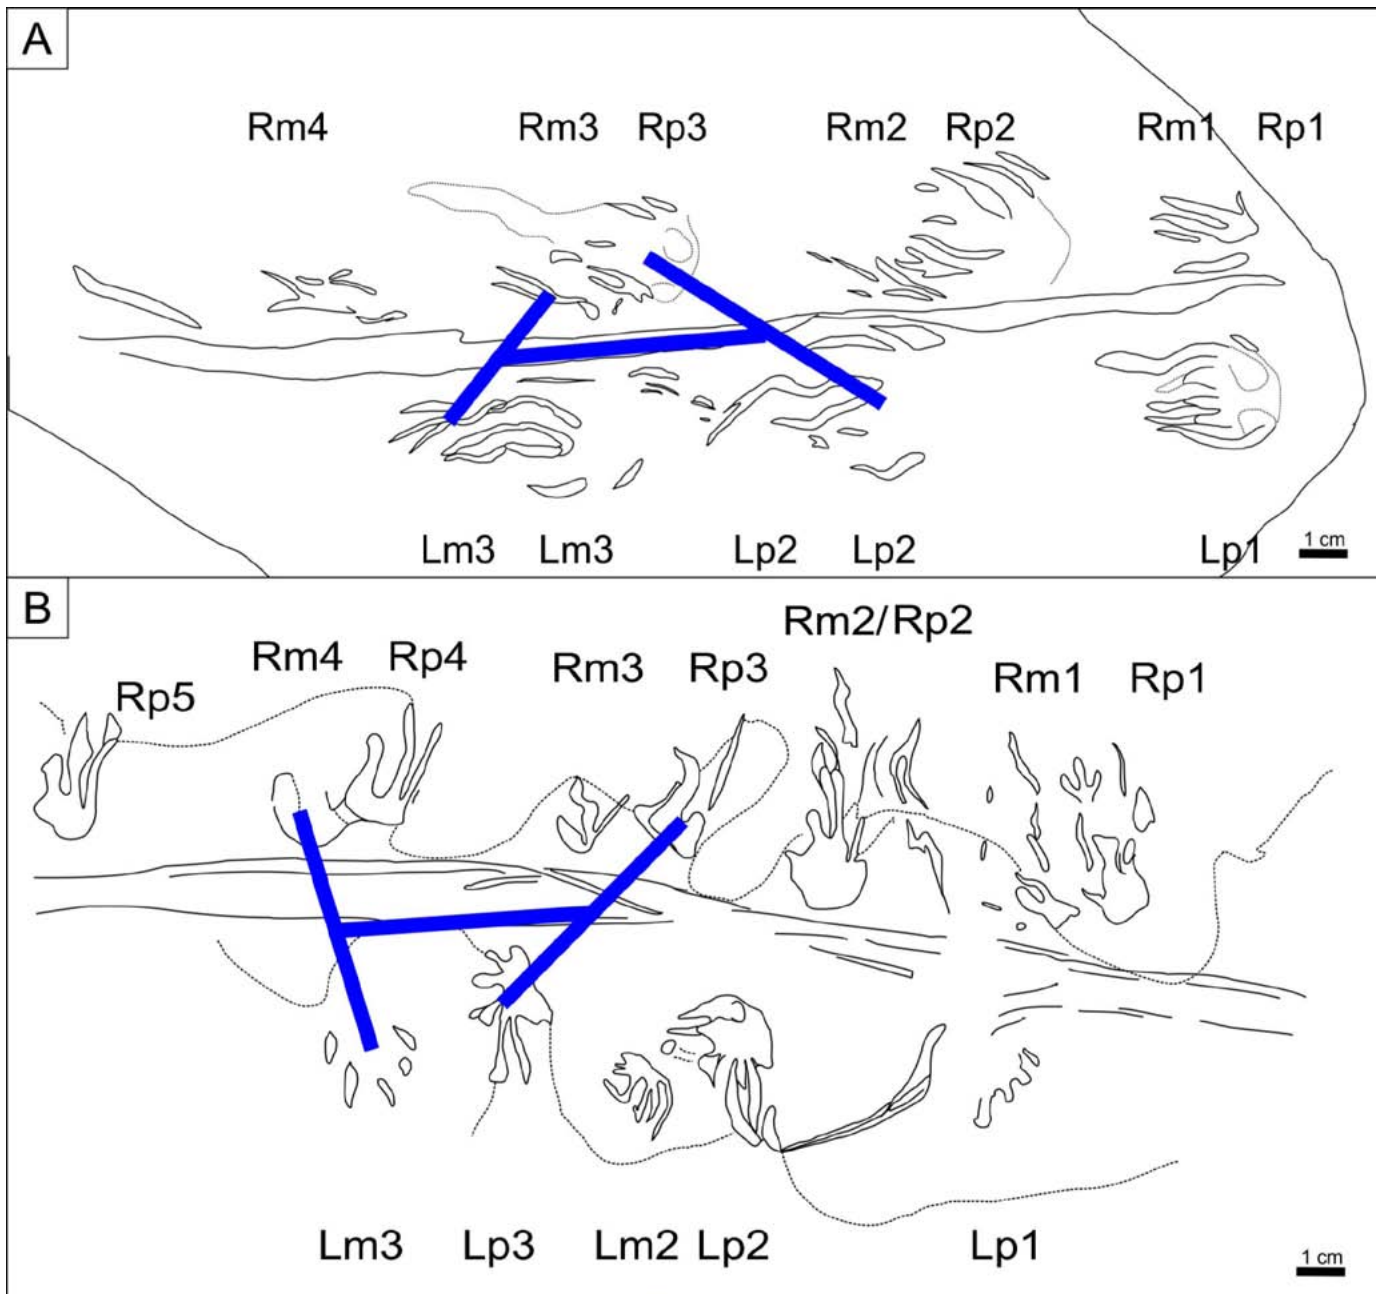 A
Rm4 Rm3 Rp3 Rm2 Rp2 Rm1 Rp1
Lm3 Lm3 Lp2 Lp2 Lp1
1 cm
B
Rm2/Rp2
Rp5 Rm4 Rp4 Rm3 Rp3 Rm1 Rp1
Lm3 Lp3 Lm2 Lp2 Lp1
1 cm